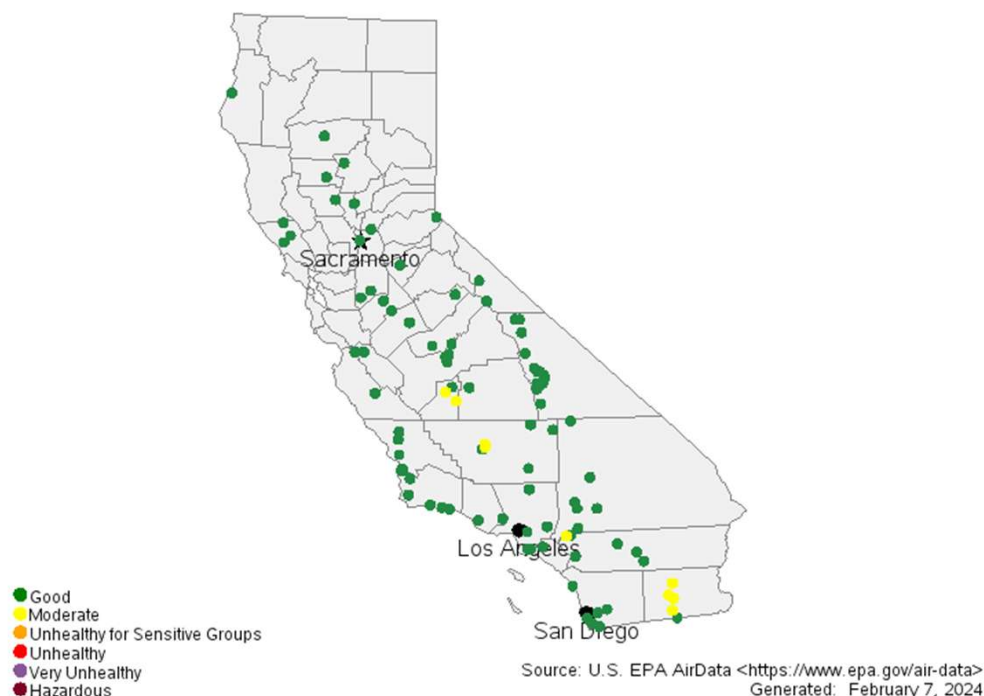 Sacramento
Los Angeles
San Diego
Good
Moderate
Unhealthy for Sensitive Groups
Unhealthy
Very Unhealthy
Hazardous
Source: U.S. EPA AirData <https://www.epa.gov/air-data>
Generated: February 7, 2024